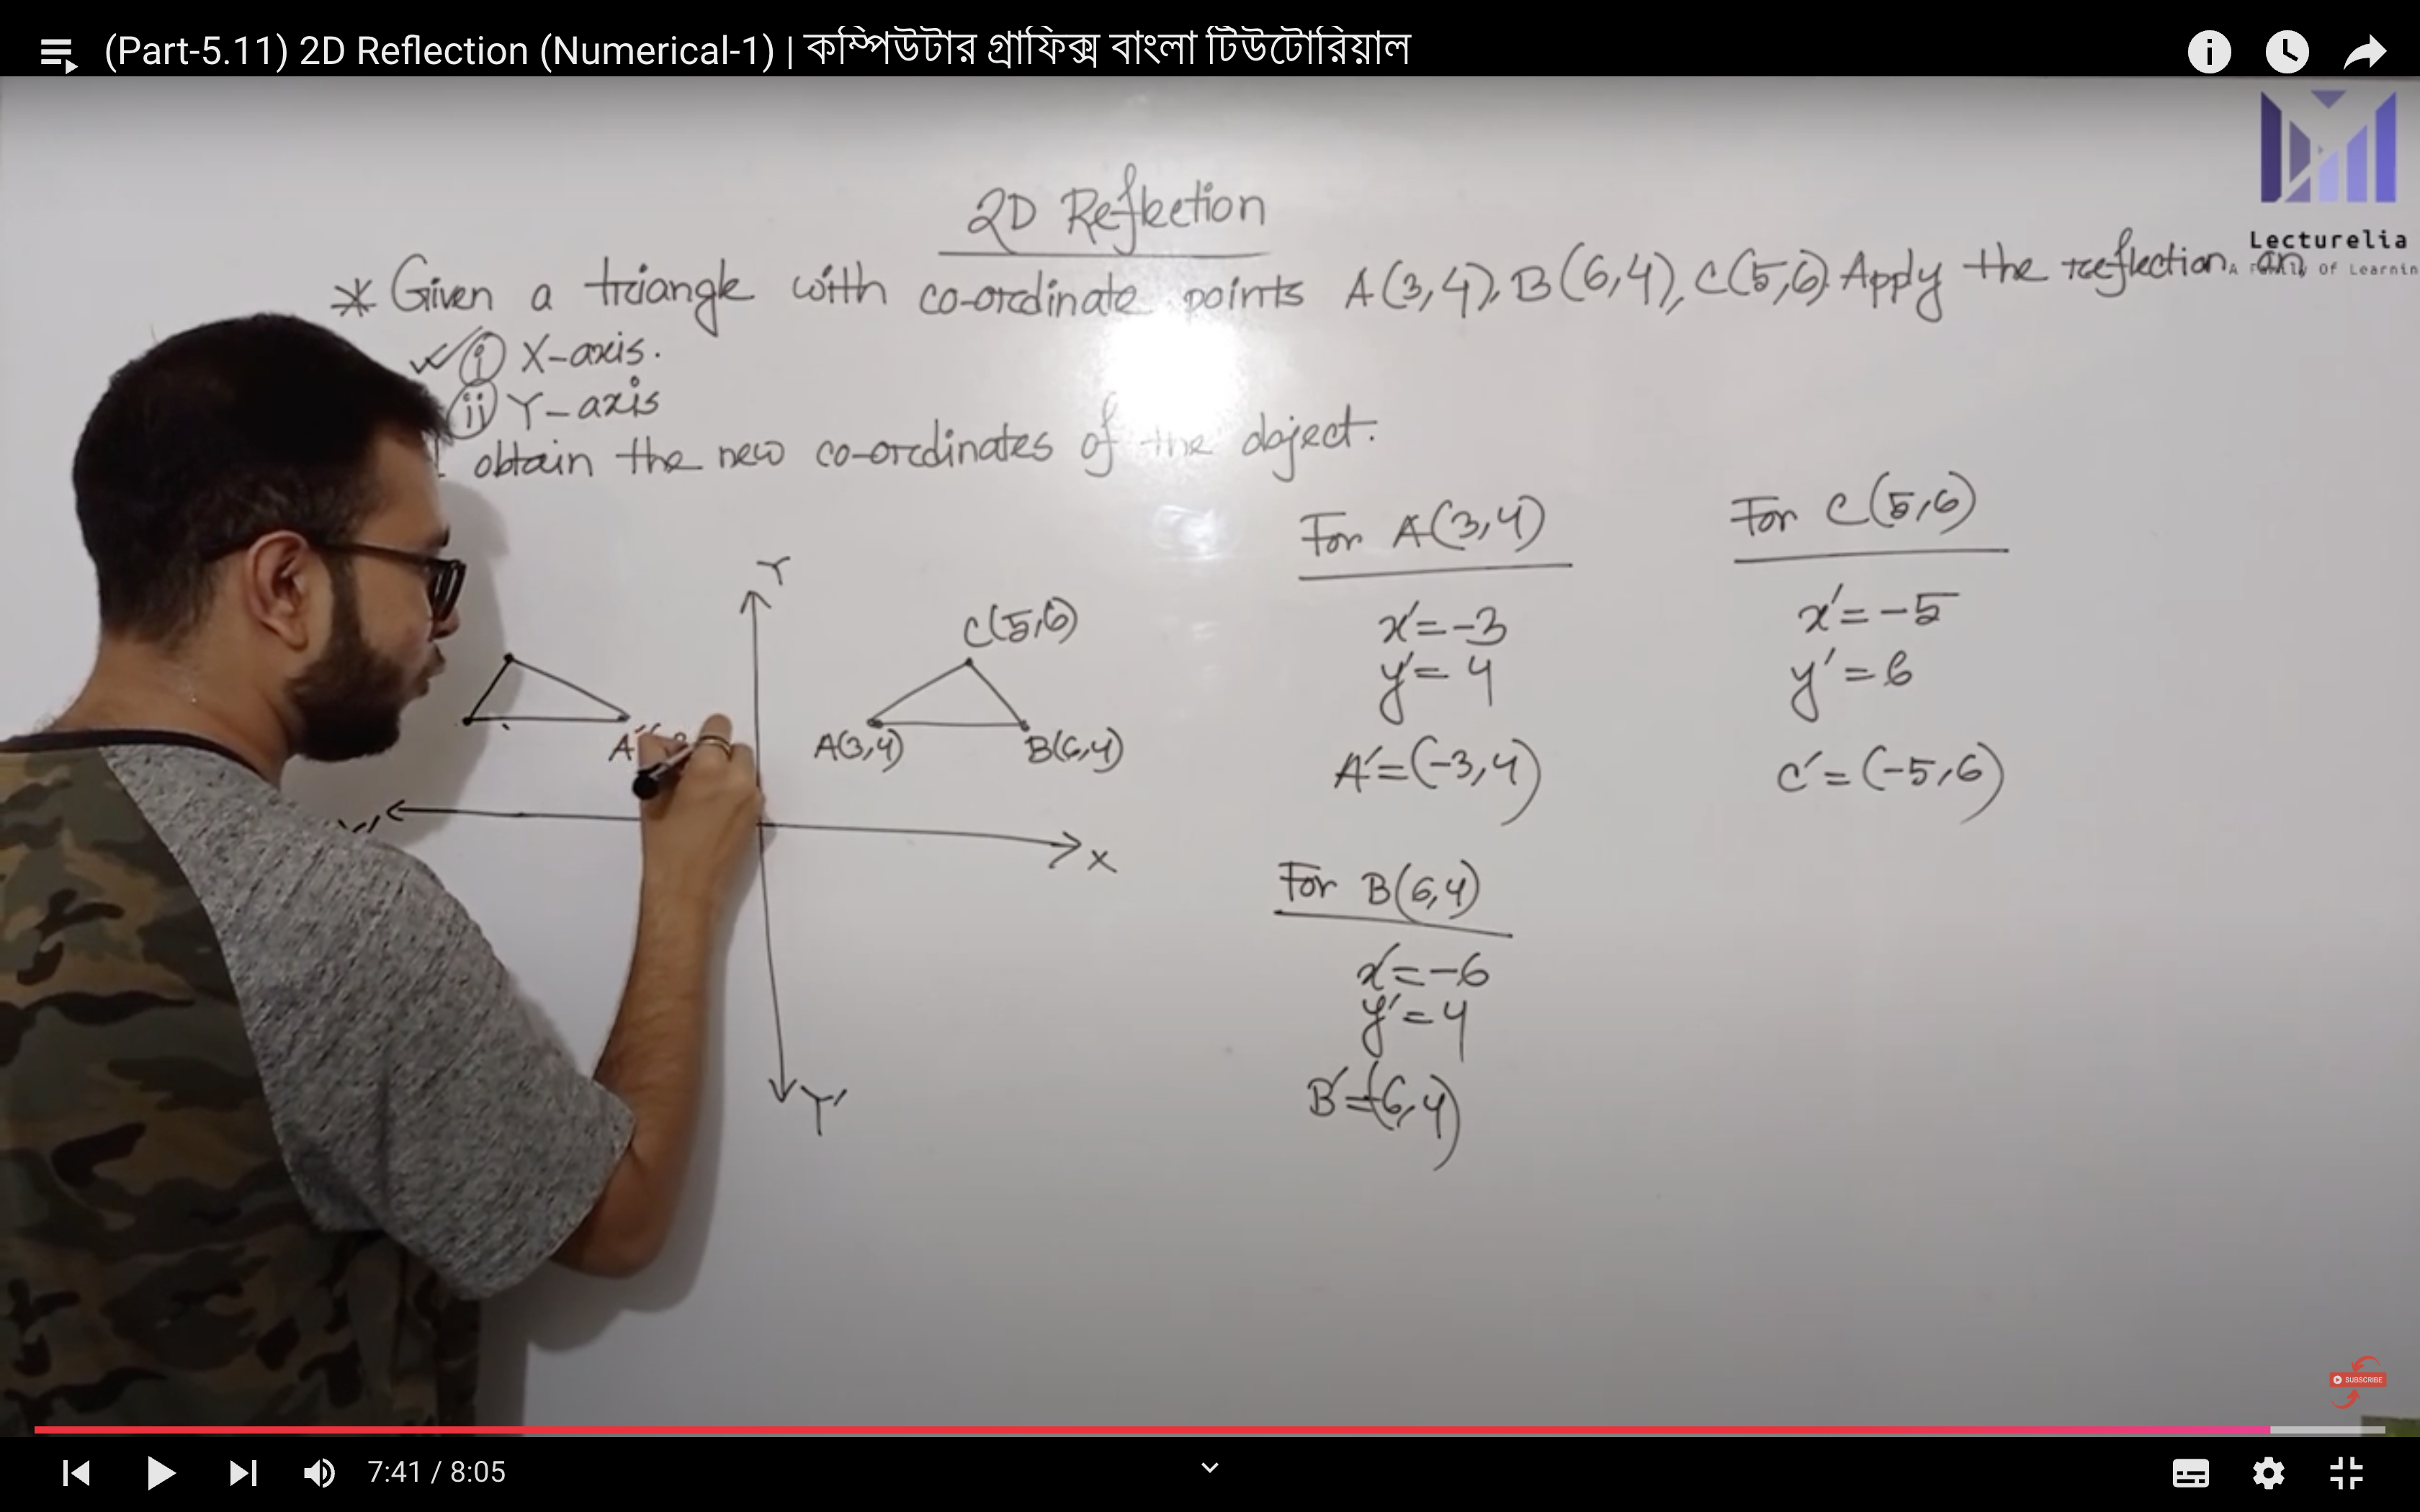 (Part-5.11) 2D Reflection (Numerical-1) | কম্পিউটার গ্রাফিক্স বাংলা টিউটোরিয়াল
Lecturelia
A Family Of Learnin
2D Reflection
* Given a triangle with co-ordinate points A(3,4), B(6,4), C(5,6). Apply the reflection on
i X-axis.
ii Y-axis
obtain the new co-ordinates of the object.
Y
C(5,6)
A(3,4)
B(6,4)
A'
X
Y'
For A(3,4)
x'=-3
y'=4
A'=(-3,4)
For B(6,4)
x'=-6
y'=4
B'=(-6,4)
For C(5,6)
x'=-5
y'=6
C'=(-5,6)
SUBSCRIBE
7:41 / 8:05